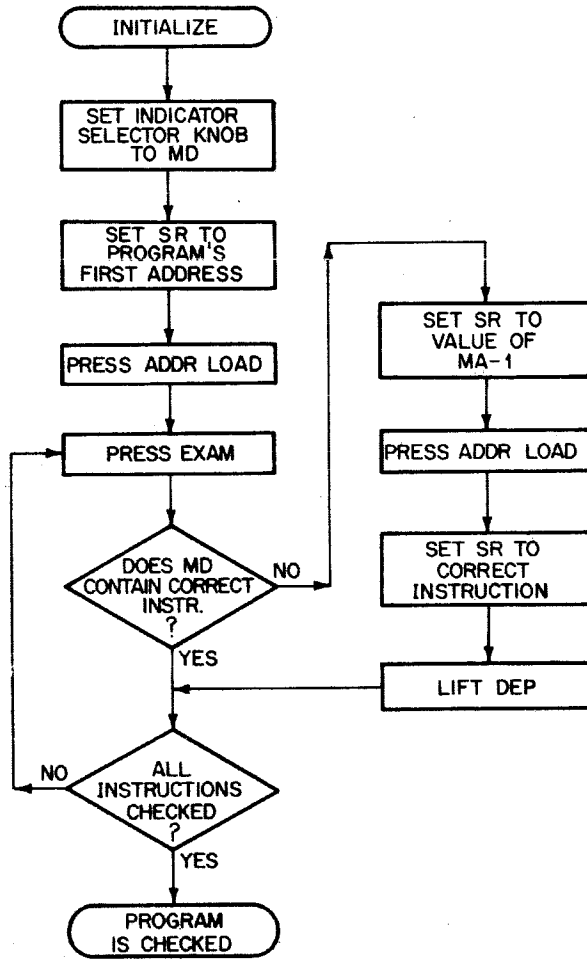 INITIALIZE
SET INDICATOR
SELECTOR KNOB
TO MD
SET SR TO
PROGRAM'S
FIRST ADDRESS
PRESS ADDR LOAD
PRESS EXAM
DOES MD
CONTAIN CORRECT
INSTR.
?
NO
YES
SET SR TO
VALUE OF
MA-1
PRESS ADDR LOAD
SET SR TO
CORRECT
INSTRUCTION
LIFT DEP
ALL
INSTRUCTIONS
CHECKED
?
NO
YES
PROGRAM
IS CHECKED